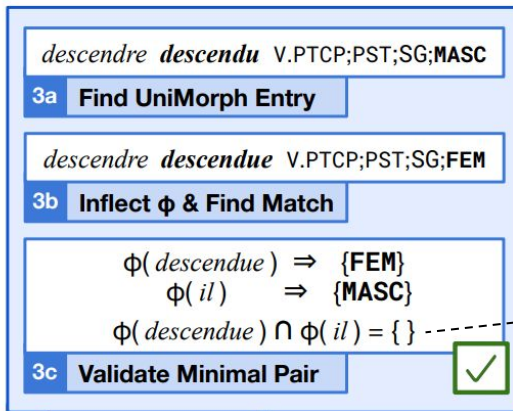 descendre descendu V.PTCP;PST;SG;MASC
3a Find UniMorph Entry
descendre descendue V.PTCP;PST;SG;FEM
3b Inflect ϕ & Find Match
ϕ( descendue ) ⇒ {FEM}
ϕ( il ) ⇒ {MASC}
ϕ( descendue ) ∩ ϕ( il ) = { }
3c Validate Minimal Pair